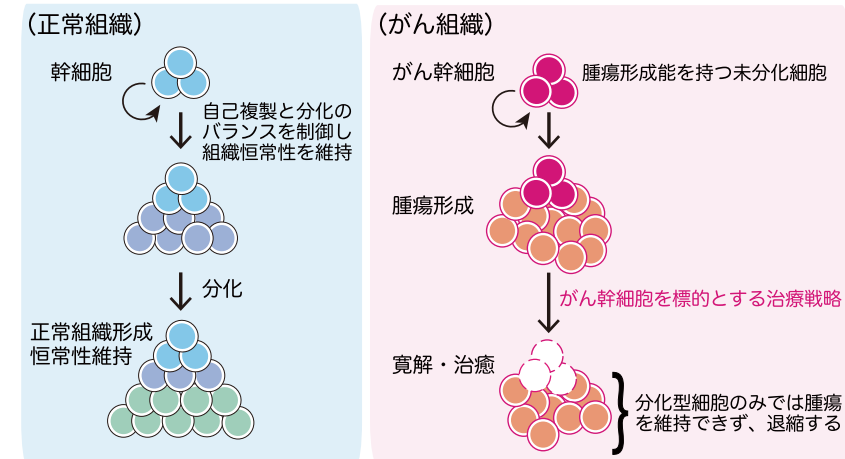 (正常組織)
幹細胞
自己複製と分化の
バランスを制御し
組織恒常性を維持
分化
正常組織形成
恒常性維持
(がん組織)
がん幹細胞
腫瘍形成能を持つ未分化細胞
腫瘍形成
がん幹細胞を標的とする治療戦略
寛解・治癒
分化型細胞のみでは腫瘍
を維持できず、退縮する